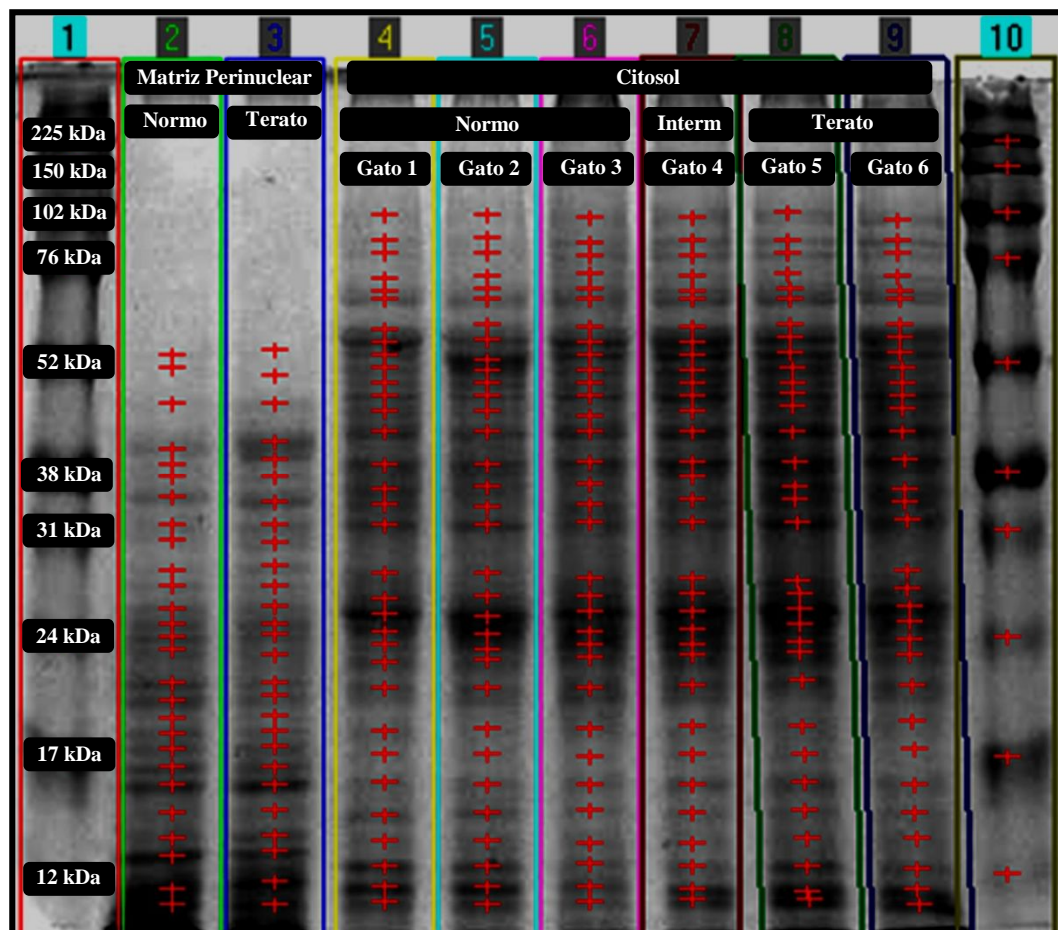 1 2 3 4 5 6 7 8 9 10
Matriz Perinuclear Citosol
Normo Terato Normo Interm Terato
Gato 1 Gato 2 Gato 3 Gato 4 Gato 5 Gato 6
225 kDa
150 kDa
102 kDa
76 kDa
52 kDa
38 kDa
31 kDa
24 kDa
17 kDa
12 kDa